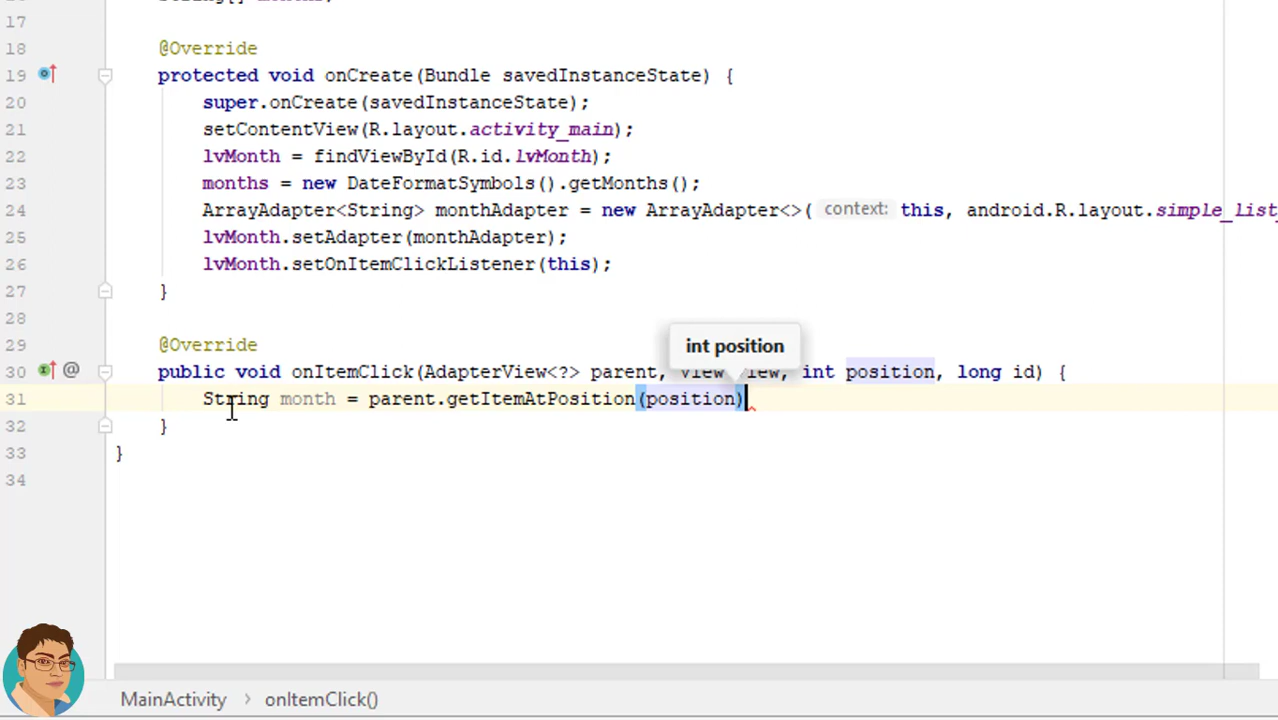 17
18 @Override
19 protected void onCreate(Bundle savedInstanceState) {
20 super.onCreate(savedInstanceState);
21 setContentView(R.layout.activity_main);
22 lvMonth = findViewById(R.id.lvMonth);
23 months = new DateFormatSymbols().getMonths();
24 ArrayAdapter<String> monthAdapter = new ArrayAdapter<>( context: this, android.R.layout.simple_list_
25 lvMonth.setAdapter(monthAdapter);
26 lvMonth.setOnItemClickListener(this);
27 }
28
29 @Override
int position
30 @ public void onItemClick(AdapterView<?> parent, int position, long id) {
31 String month = parent.getItemAtPosition(position)
32 }
33 }
34
MainActivity > onItemClick()